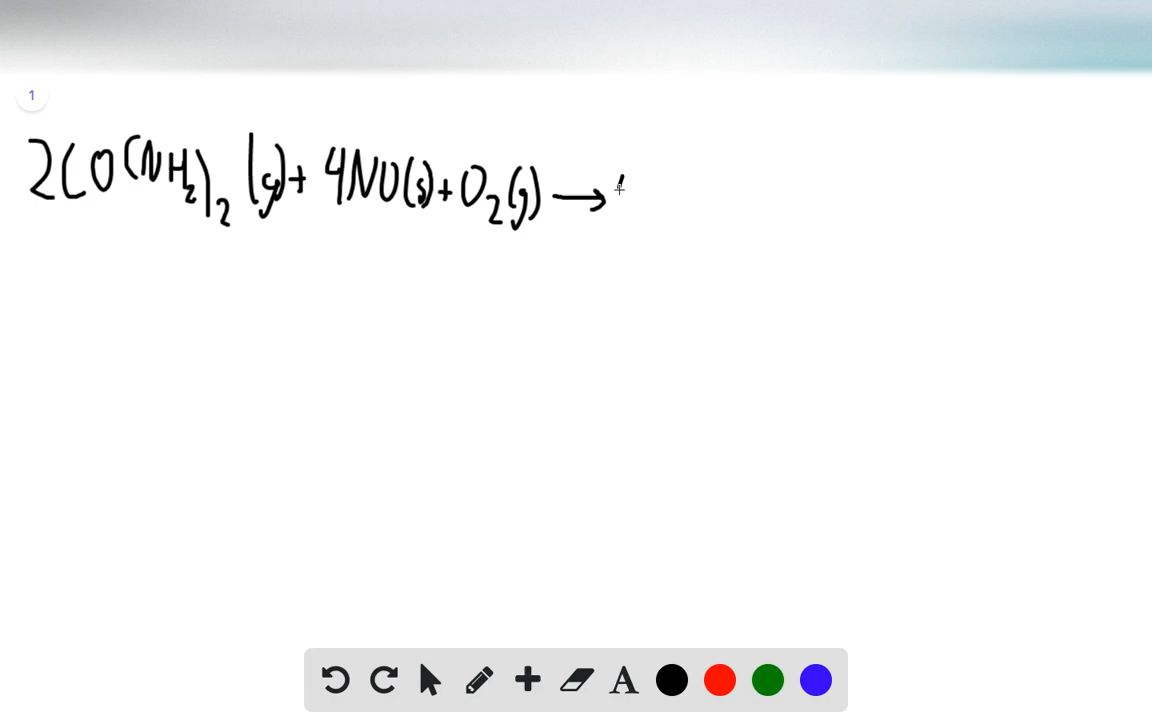 1
2CO(NH₂)₂ (g) + 4NO(g) + O₂(g) →
A